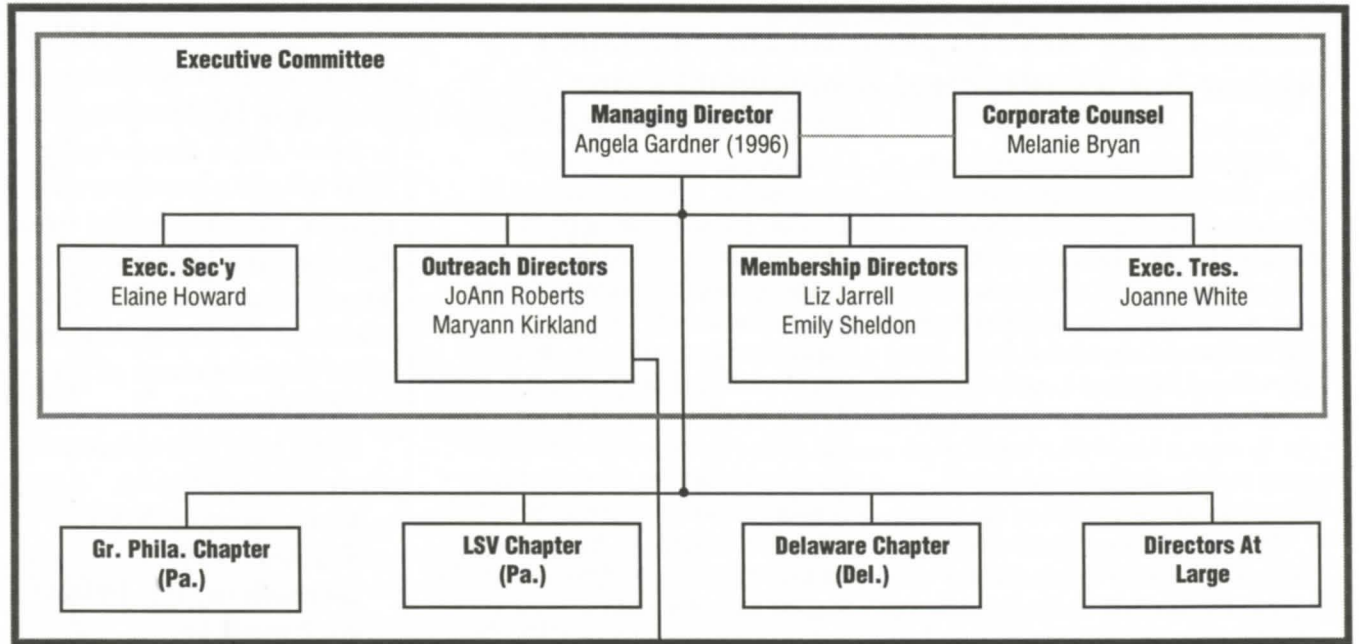 Executive Committee
Managing Director
Angela Gardner (1996)
Corporate Counsel
Melanie Bryan
Exec. Sec'y
Elaine Howard
Outreach Directors
JoAnn Roberts
Maryann Kirkland
Membership Directors
Liz Jarrell
Emily Sheldon
Exec. Tres.
Joanne White
Gr. Phila. Chapter
(Pa.)
LSV Chapter
(Pa.)
Delaware Chapter
(Del.)
Directors At
Large